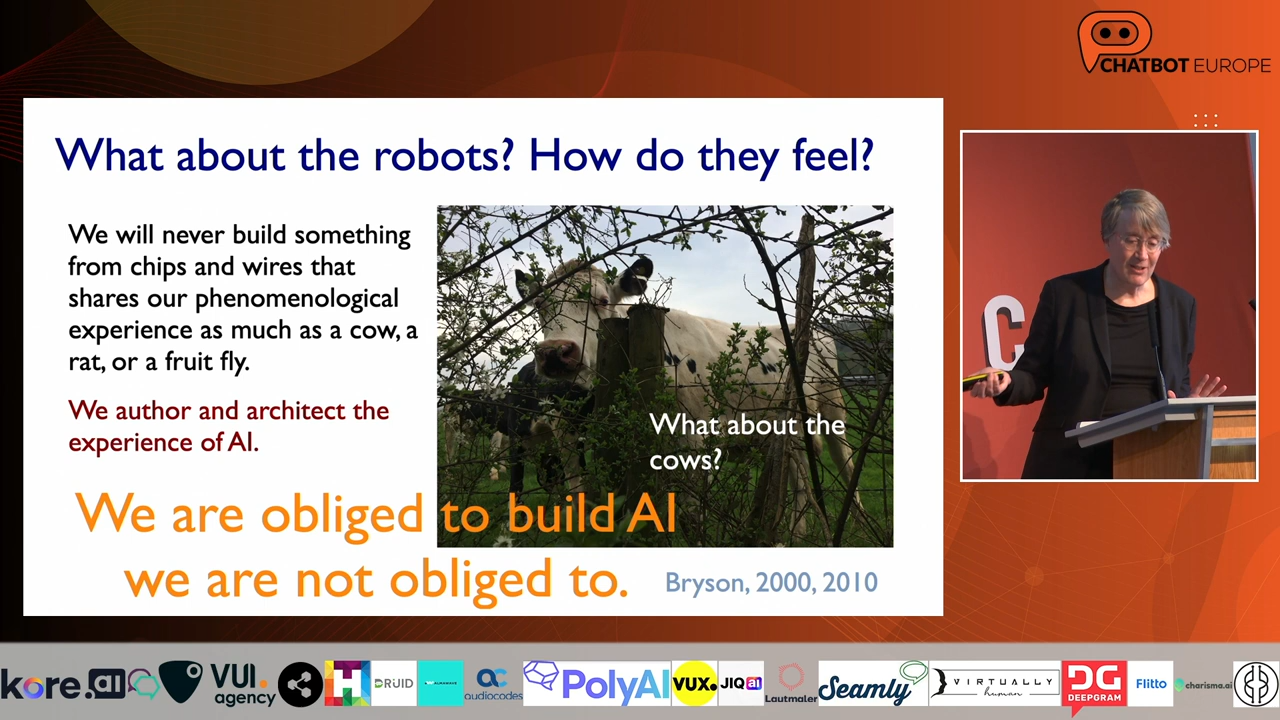 CHATBOT EUROPE
What about the robots? How do they feel?
We will never build something
from chips and wires that
shares our phenomenological
experience as much as a cow, a
rat, or a fruit fly.
We author and architect the
experience of AI.
What about the
cows?
We are obliged to build AI
we are not obliged to.
Bryson, 2000, 2010
C
kore.ai
VUI.
agency
H
DRUID
audiocodes
PolyAI
VUX.
JIQ
Lautmaler
Seamly
VIRTUALLY
human
DG
DEEPGRAM
Flitto
charisma.ai